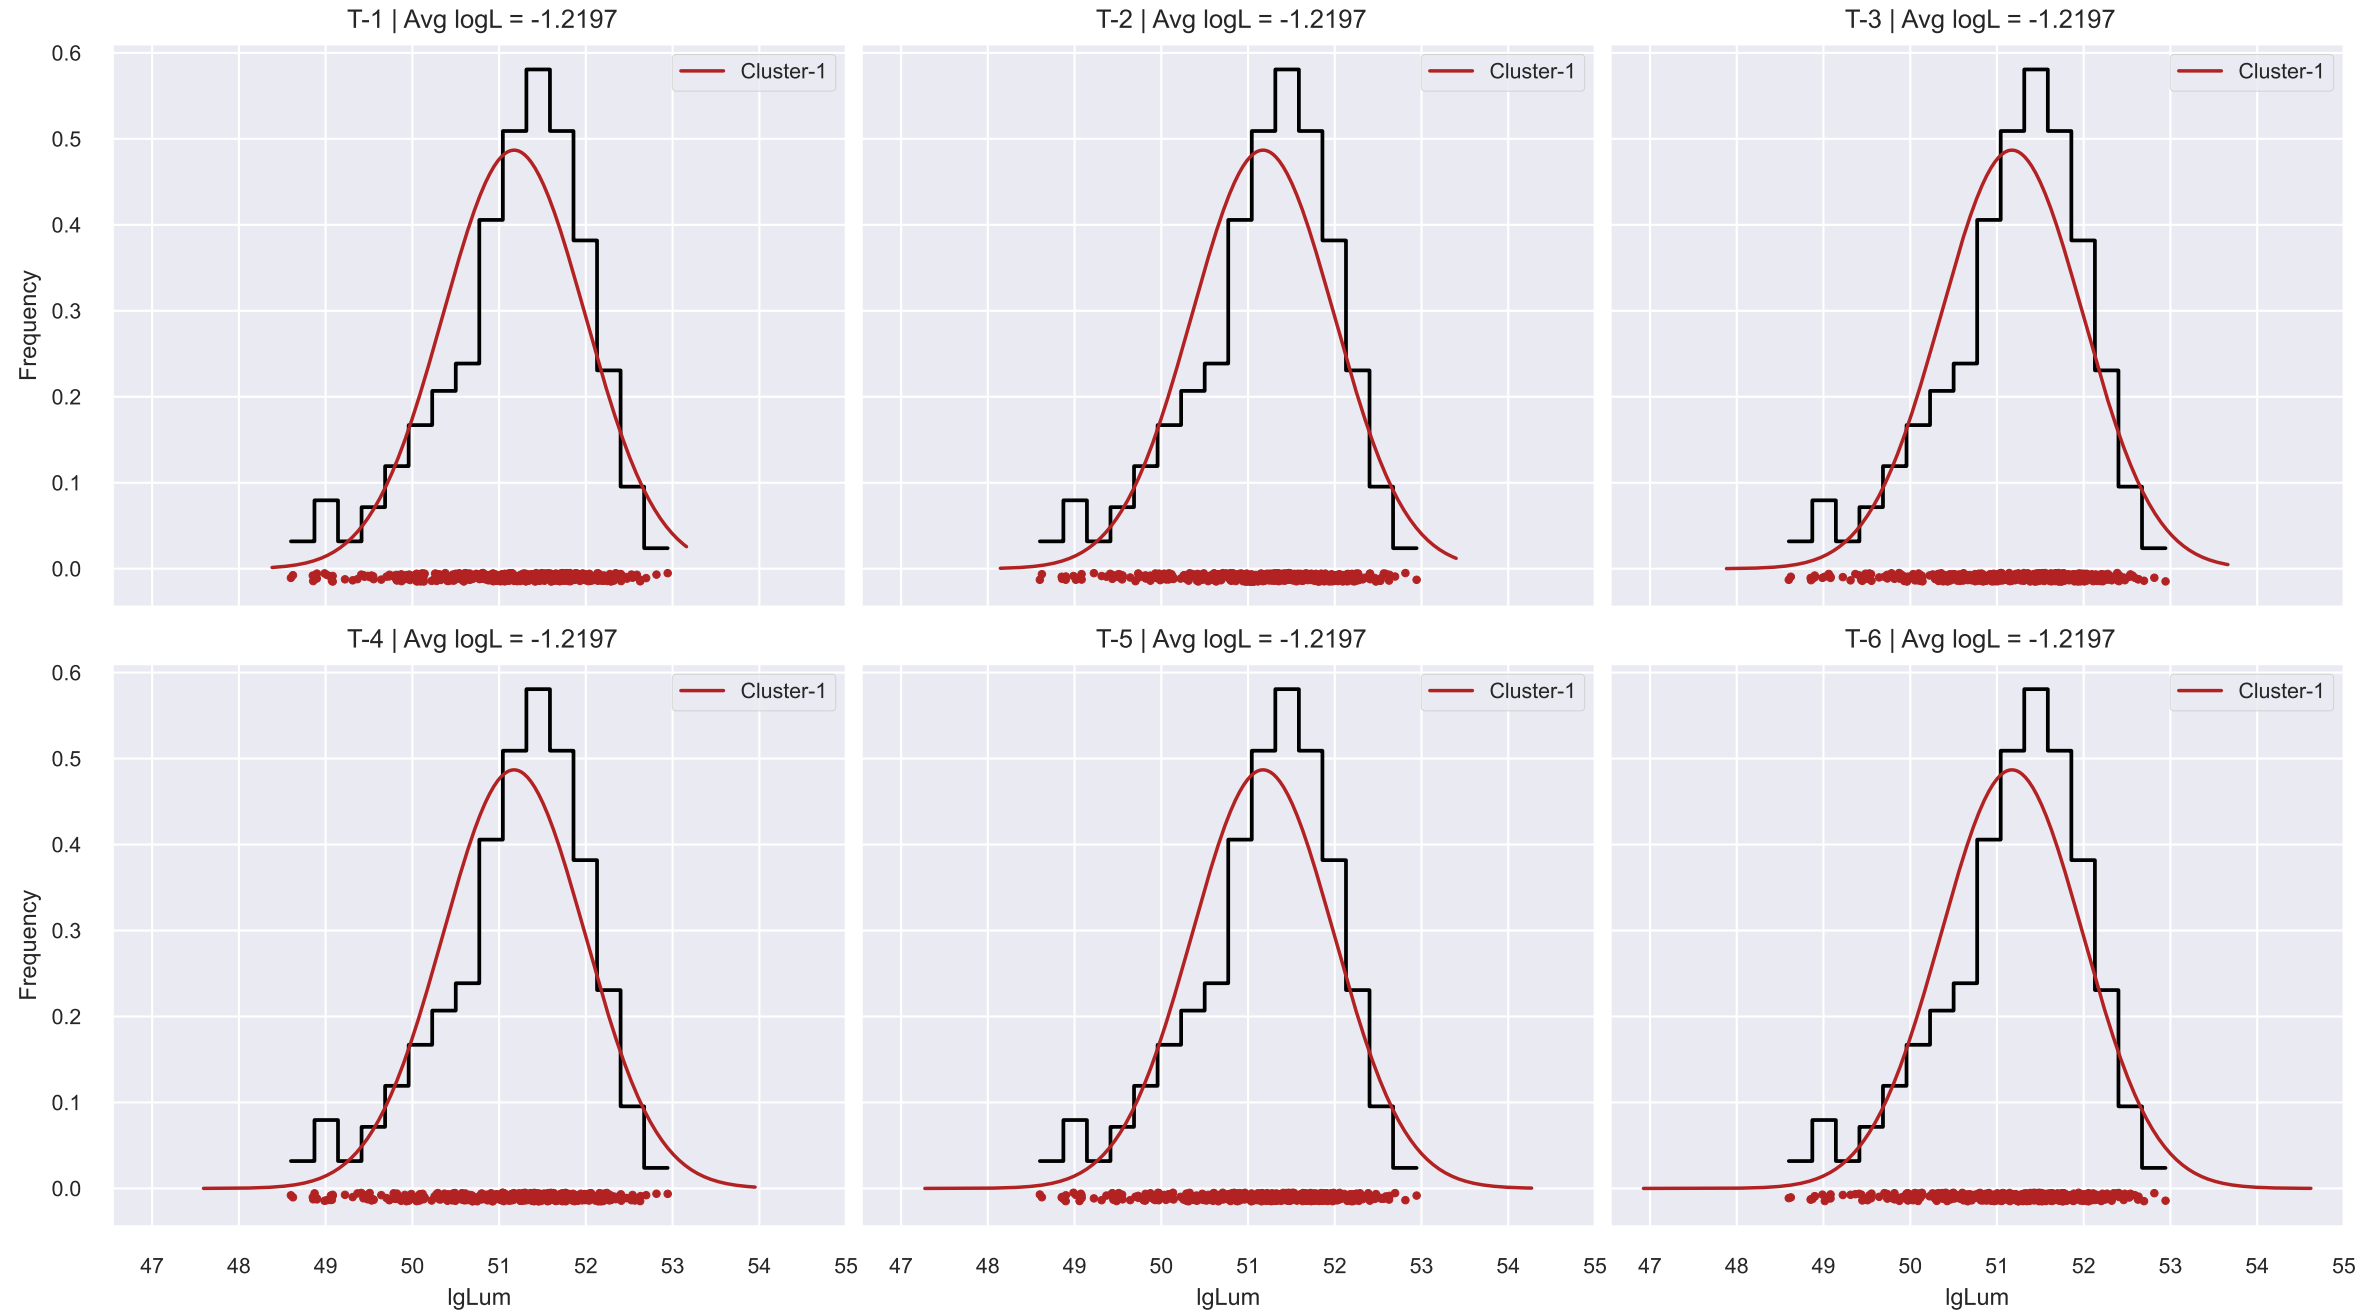 T-1 | Avg logL = -1.2197
T-2 | Avg logL = -1.2197
T-3 | Avg logL = -1.2197
Cluster-1
Cluster-1
Cluster-1
0.6
0.5
0.4
0.3
0.2
0.1
0.0
Frequency
T-4 | Avg logL = -1.2197
T-5 | Avg logL = -1.2197
T-6 | Avg logL = -1.2197
Cluster-1
Cluster-1
Cluster-1
0.6
0.5
0.4
0.3
0.2
0.1
0.0
Frequency
47 48 49 50 51 52 53 54 55
47 48 49 50 51 52 53 54 55
47 48 49 50 51 52 53 54 55
lgLum
lgLum
lgLum